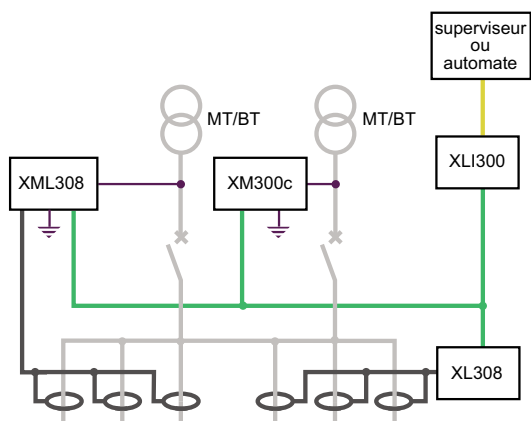 superviseur
ou
automate
MT/BT
MT/BT
XML308
XM300c
XLI300
XL308